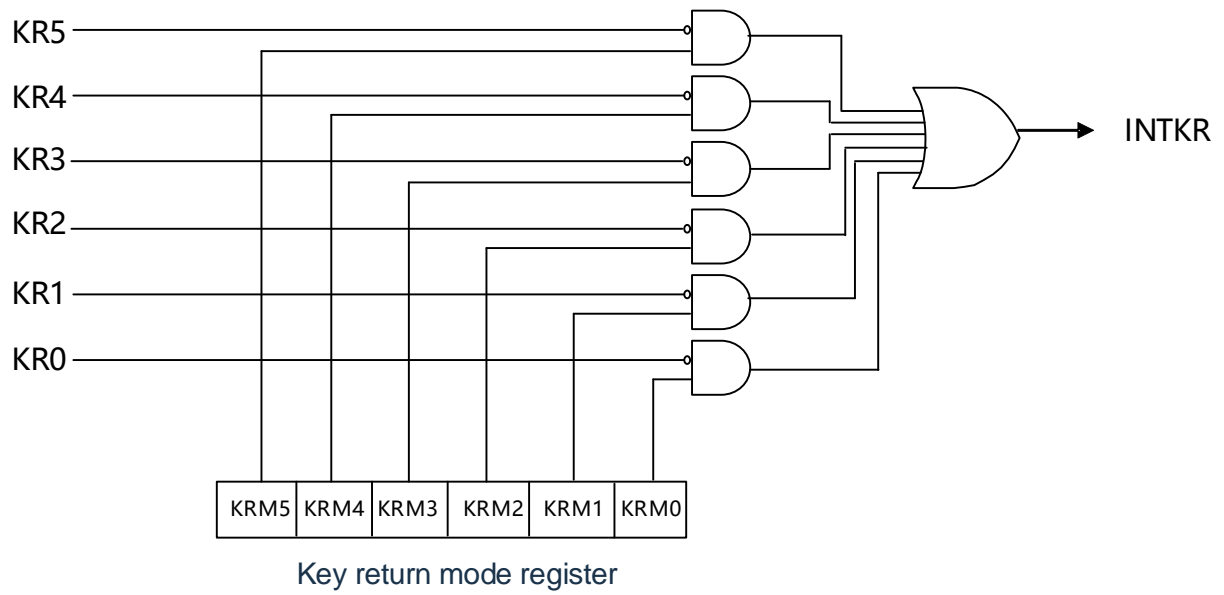 KR5
KR4
KR3
KR2
KR1
KR0
INTKR
KRM5 KRM4 KRM3 KRM2 KRM1 KRM0
Key return mode register